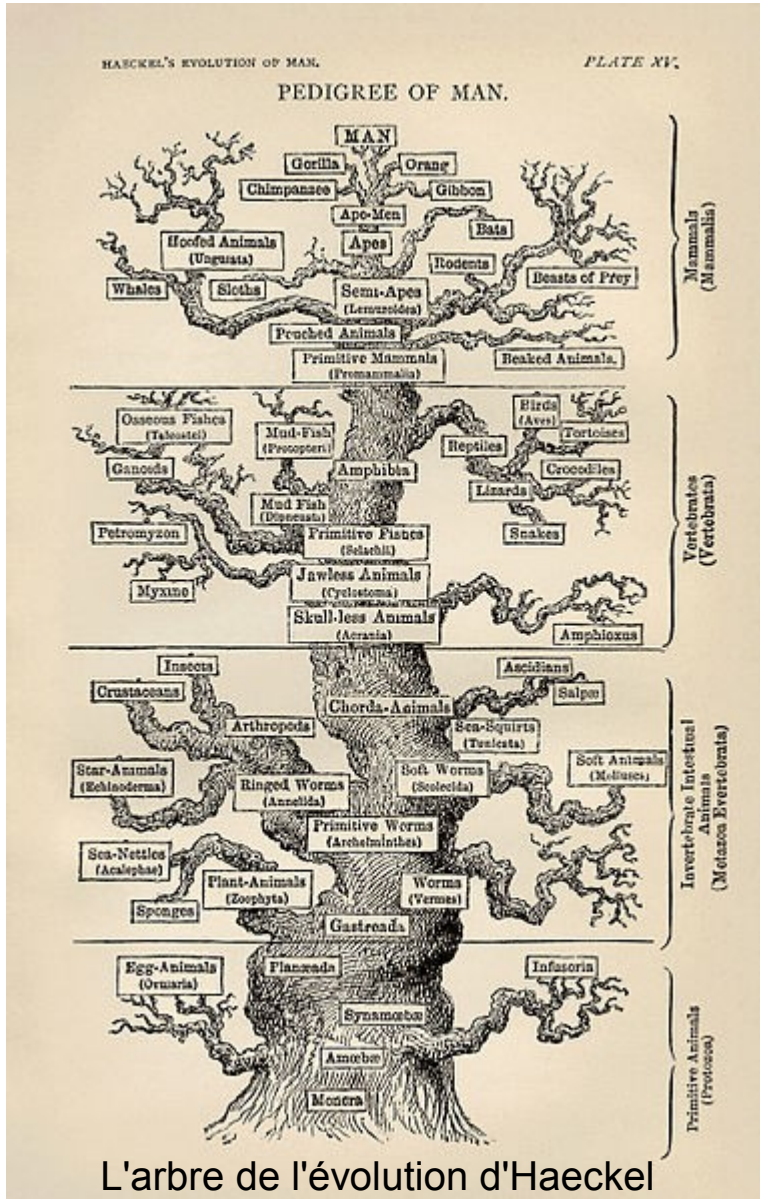 HAECKEL'S EVOLUTION OF MAN.
PLATE XV.
PEDIGREE OF MAN.
MAN
Gorilla
Orang
Chimpanzee
Gibbon
Ape-Men
Bats
Apes
Hoofed Animals
(Ungulata)
Rodents
Beasts of Prey
Whales
Sloths
Semi-Apes
(Lemuroidea)
Pouched Animals
Primitive Mammals
(Promammalia)
Beaked Animals.
Mammals
(Mammalia)
Osseous Fishes
(Teleostei)
Mud-Fish
(Protopteri)
Birds
(Aves)
Tortoises
Reptiles
Ganoids
Amphibia
Crocodiles
Lizards
Mud Fish
(Dipneusta)
Petromyzon
Primitive Fishes
(Selachii)
Snakes
Jawless Animals
(Cyclostoma)
Myxine
Skull-less Animals
(Acrania)
Amphioxus
Vertebrates
(Vertebrata)
Insects
Ascidians
Crustaceans
Salpæ
Chorda-Animals
Arthropods
Sea-Squirts
(Tunicata)
Star-Animals
(Echinoderma)
Ringed Worms
(Annelida)
Soft Worms
(Scolecida)
Soft Animals
(Mollusca)
Primitive Worms
(Archelminthes)
Sea-Nettles
(Acalephae)
Plant-Animals
(Zoophyta)
Worms
(Vermes)
Sponges
Gastreada
Invertebrate Intestinal
Animals
(Metazoa Evertebrata)
Egg-Animals
(Ovularia)
Planæada
Infusoria
Synamœbæ
Amœbæ
Monera
Primitive Animals
(Protozoa)
L'arbre de l'évolution d'Haeckel